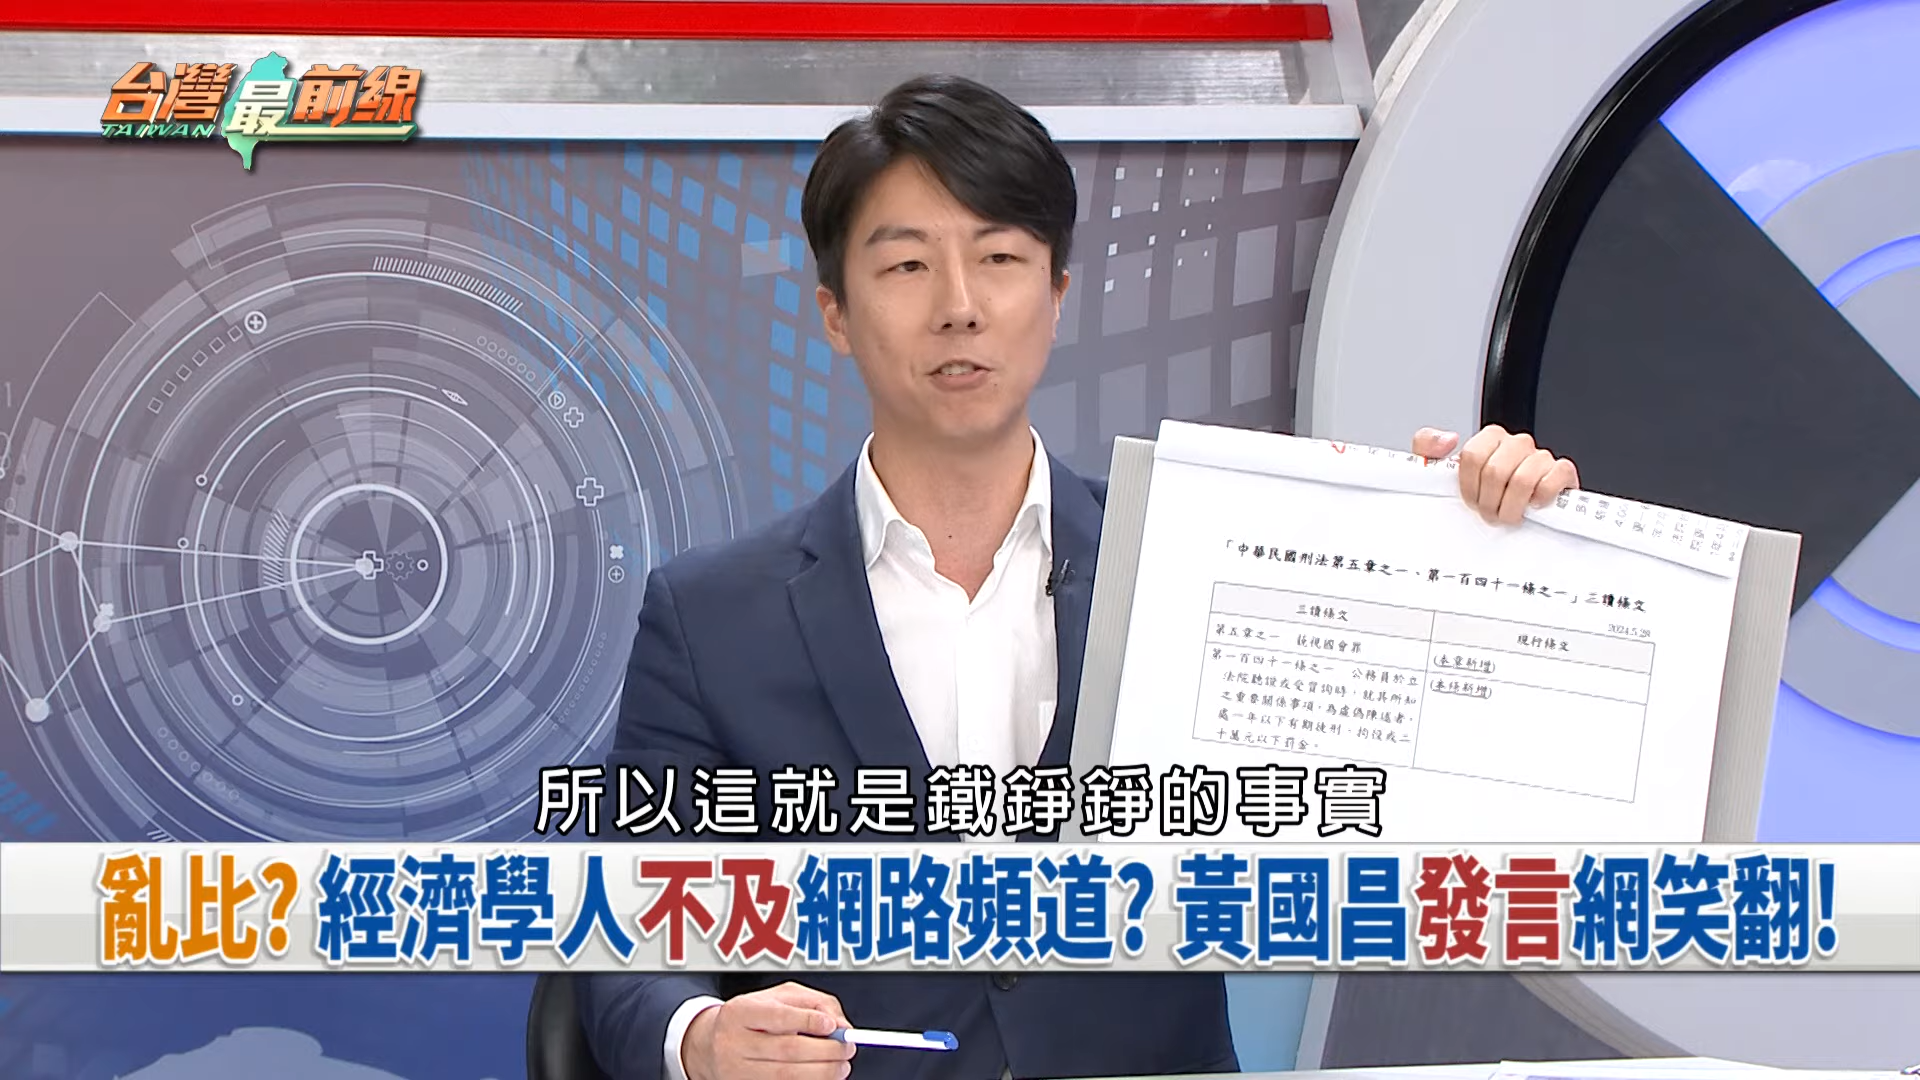 台灣最前線
TAIWAN
「中華民國刑法第五章之一、第一百四十一條之一」三讀條文
2024.5.28
三讀條文
現行條文
第五章之一 藐視國會罪
(本章新增)
第一百四十一條之一 公務員於立
法院聽證或受質詢時，就其所知
之重要關係事項，為虛偽陳述者，
處一年以下有期徒刑、拘役或二
十萬元以下罰金。
(本條新增)
所以這就是鐵錚錚的事實
亂比? 經濟學人不及網路頻道? 黃國昌發言網笑翻!